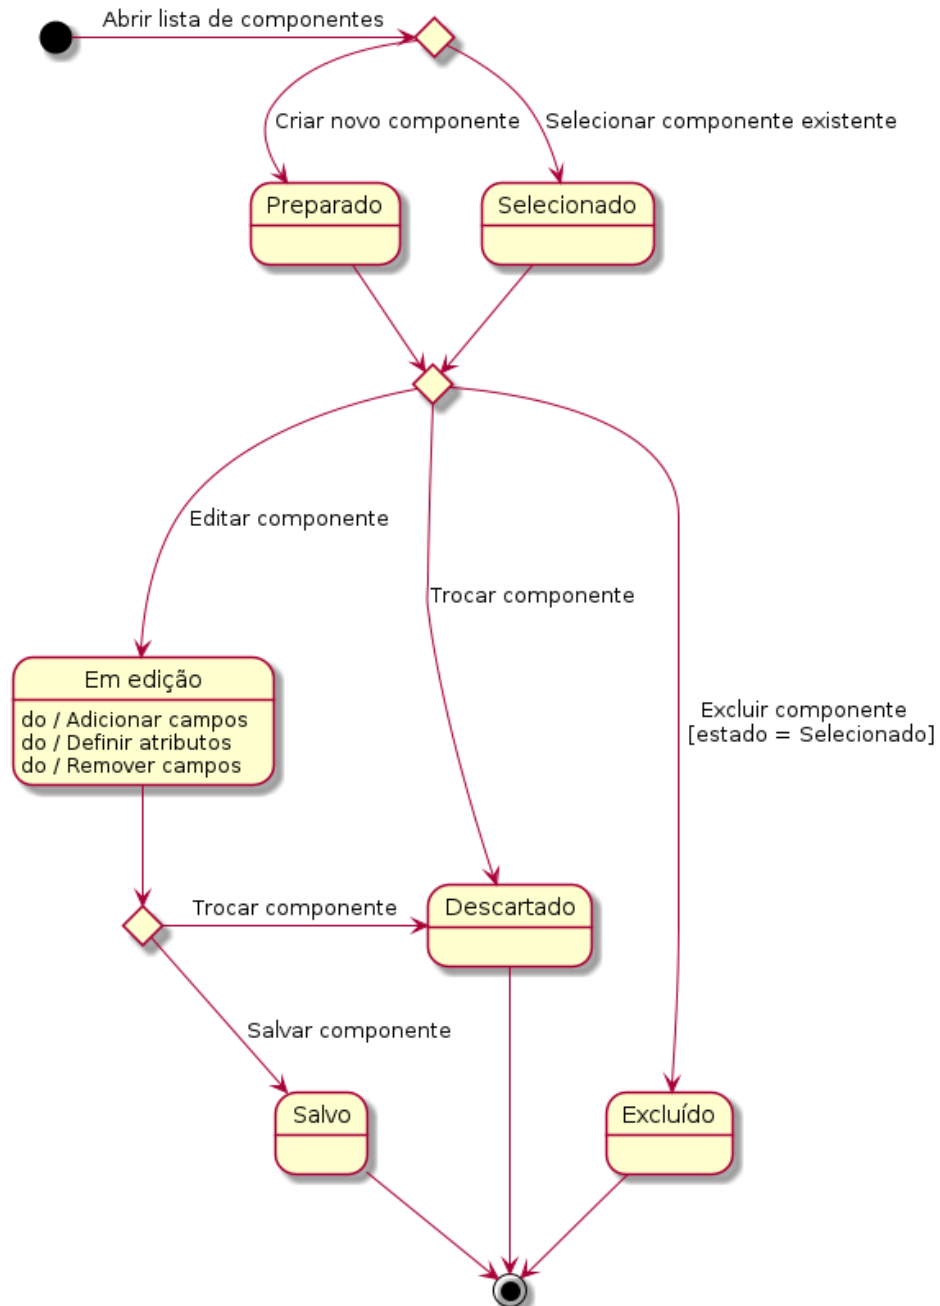 Abrir lista de componentes
Criar novo componente
Selecionar componente existente
Preparado
Selecionado
Editar componente
Trocar componente
Em edição
do / Adicionar campos
do / Definir atributos
do / Remover campos
Excluir componente
[estado = Selecionado]
Trocar componente
Descartado
Salvar componente
Salvo
Excluído